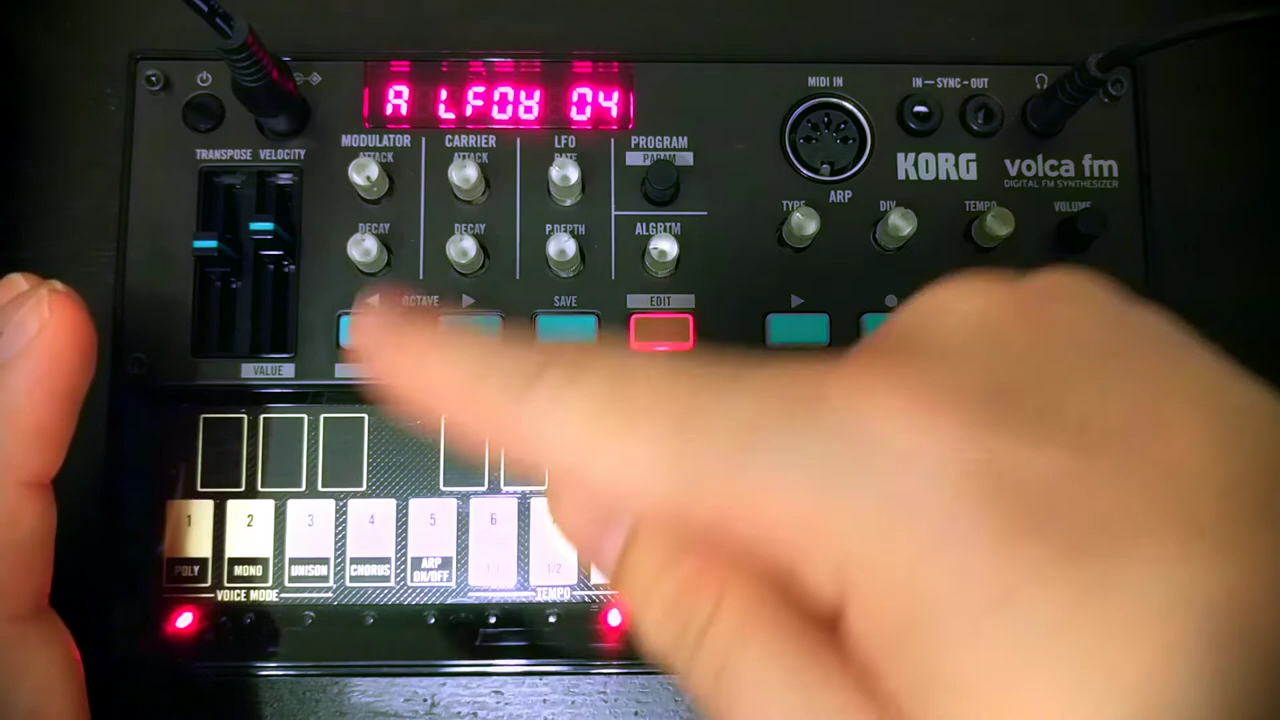 A LFOW 04
MIDI IN
IN–SYNC–OUT
TRANSPOSE VELOCITY
MODULATOR CARRIER LFO PROGRAM
ATTACK ATTACK RATE PARAM
KORG
volca fm
DIGITAL FM SYNTHESIZER
ARP
TYPE DIV TEMPO VOLUME
DECAY DECAY P.DEPTH ALGRTM
OCTAVE SAVE EDIT
VALUE
1 2 3 4 5 6
POLY MONO UNISON CHORUS ARP ON/OFF 1/2
VOICE MODE TEMPO